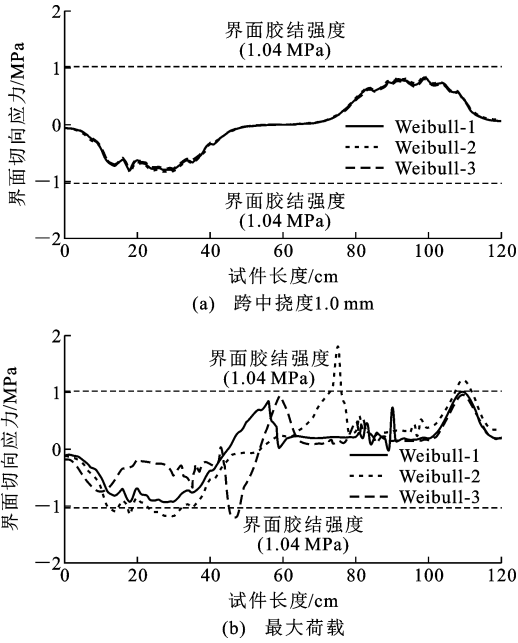 界面切向应力/MPa
2
1
0
－1
－2
界面胶结强度
(1.04 MPa)
Weibull-1
Weibull-2
Weibull-3
界面胶结强度
(1.04 MPa)
0 20 40 60 80 100 120
试件长度/cm
(a) 跨中挠度1.0 mm
界面切向应力/MPa
2
1
0
－1
－2
界面胶结强度
(1.04 MPa)
Weibull-1
Weibull-2
Weibull-3
界面胶结强度
(1.04 MPa)
0 20 40 60 80 100 120
试件长度/cm
(b) 最大荷载